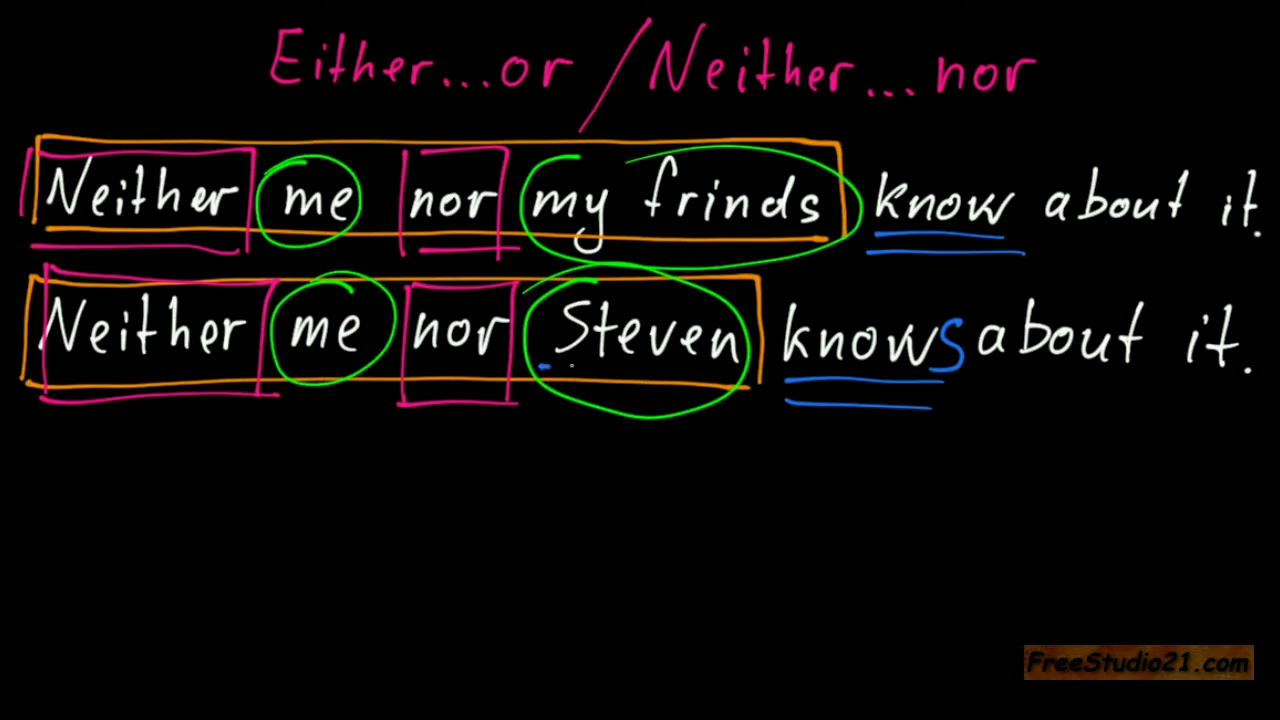 Either...or / Neither...nor
Neither me nor my frinds know about it.
Neither me nor Steven knows about it.
FreeStudio21.com